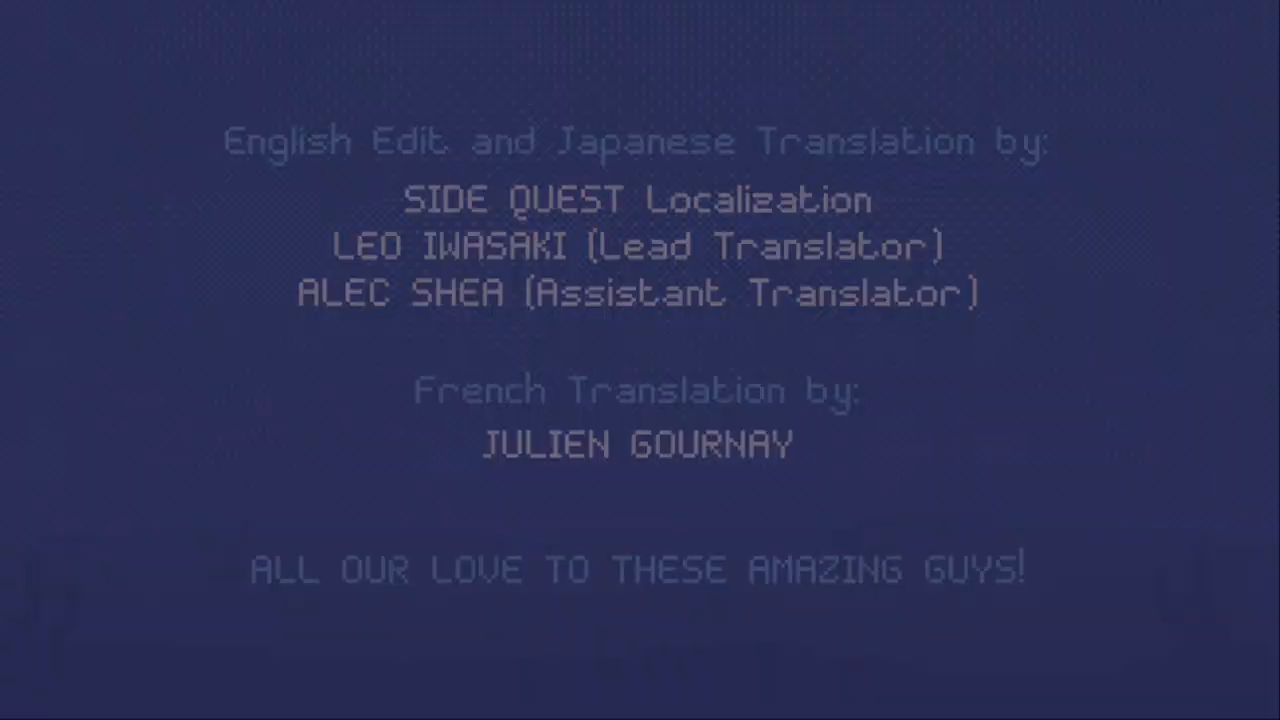 English Edit and Japanese Translation by:
SIDE QUEST Localization
LEO IWASAKI (Lead Translator)
ALEC SHEA (Assistant Translator)
French Translation by:
JULIEN GOURNAY
ALL OUR LOVE TO THESE AMAZING GUYS!